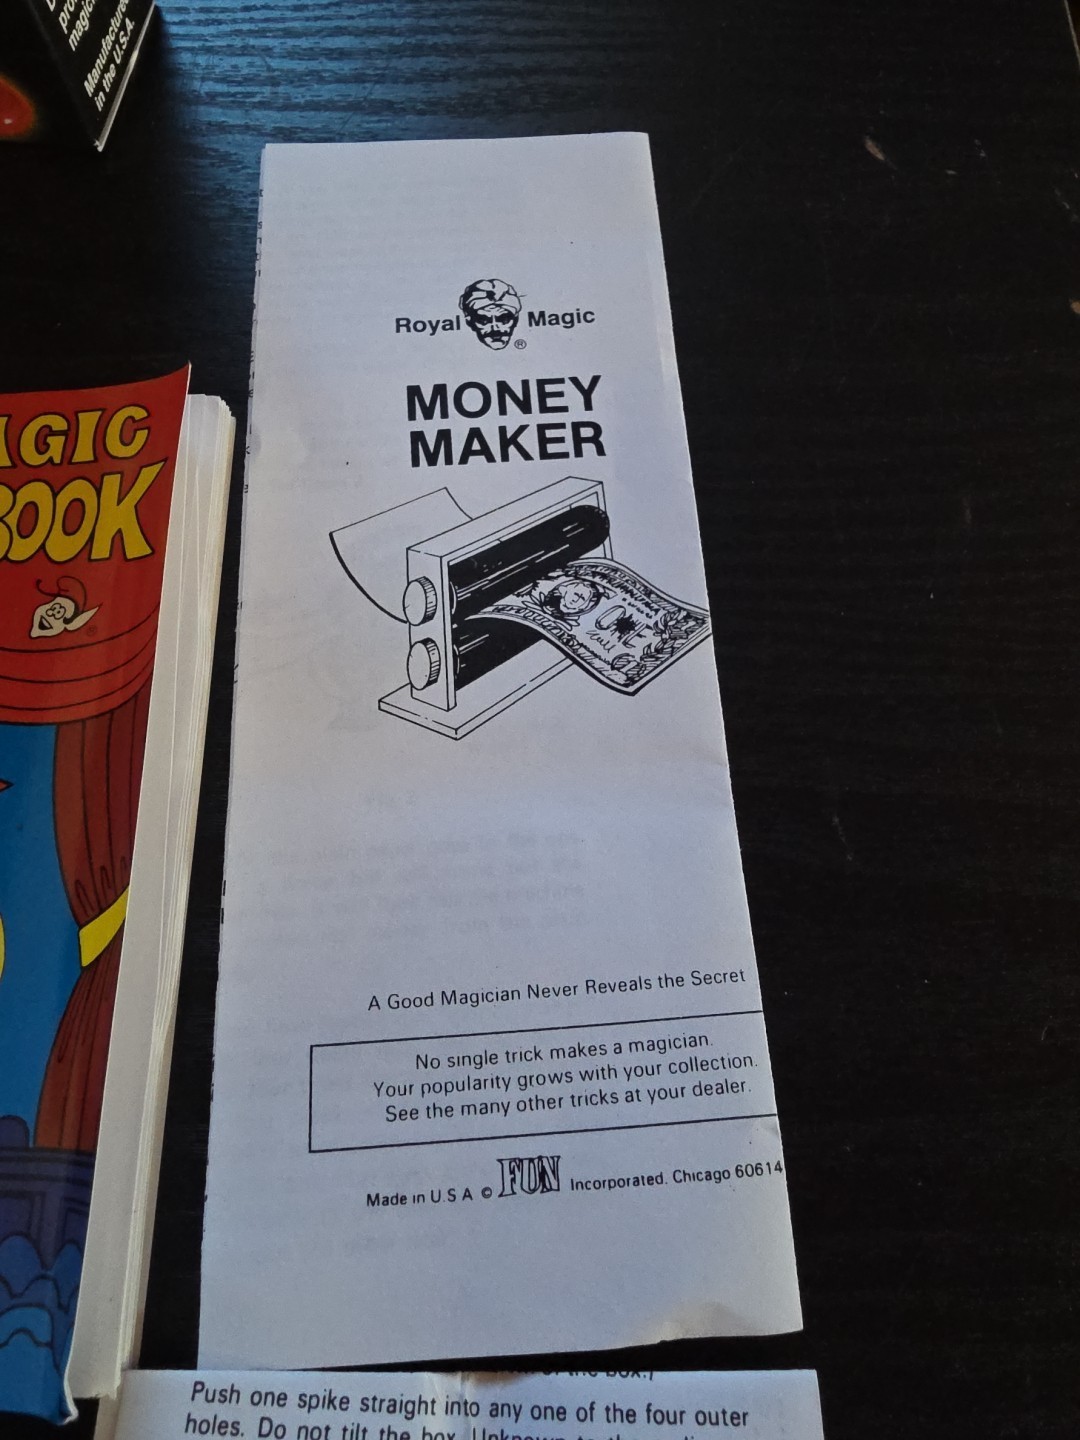 magic
Manufactured
in the U.S.A.
AGIC
BOOK
Royal Magic
®
MONEY
MAKER
ONE
A Good Magician Never Reveals the Secret
No single trick makes a magician.
Your popularity grows with your collection.
See the many other tricks at your dealer.
Made in U.S A © FUN Incorporated. Chicago 60614
Push one spike straight into any one of the four outer
holes. Do not tilt the box.